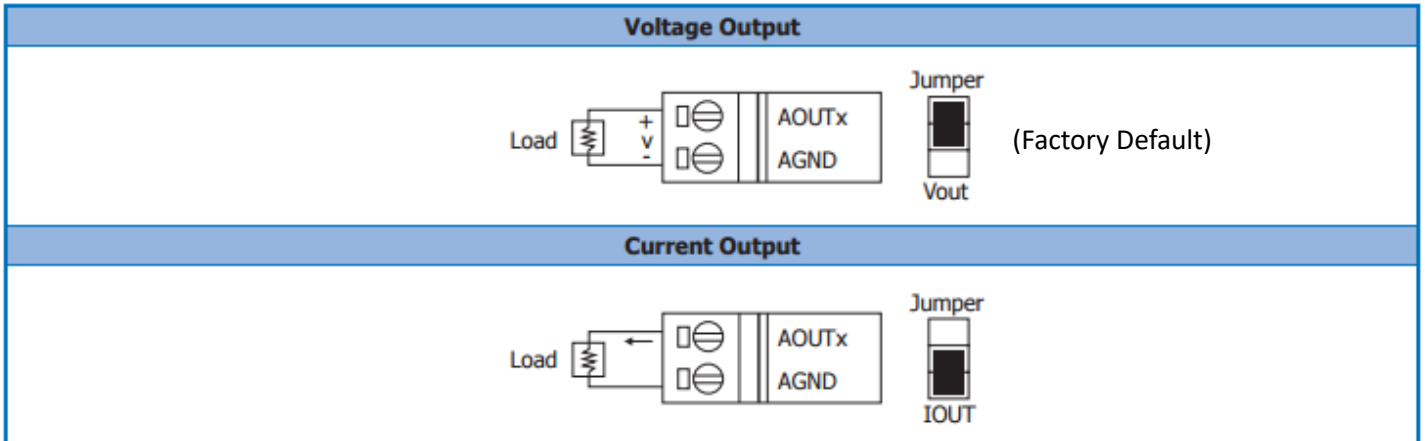 Voltage Output
Jumper
AOUTx
Load
+
V
-
(Factory Default)
AGND
Vout
Current Output
Jumper
AOUTx
Load
AGND
IOUT